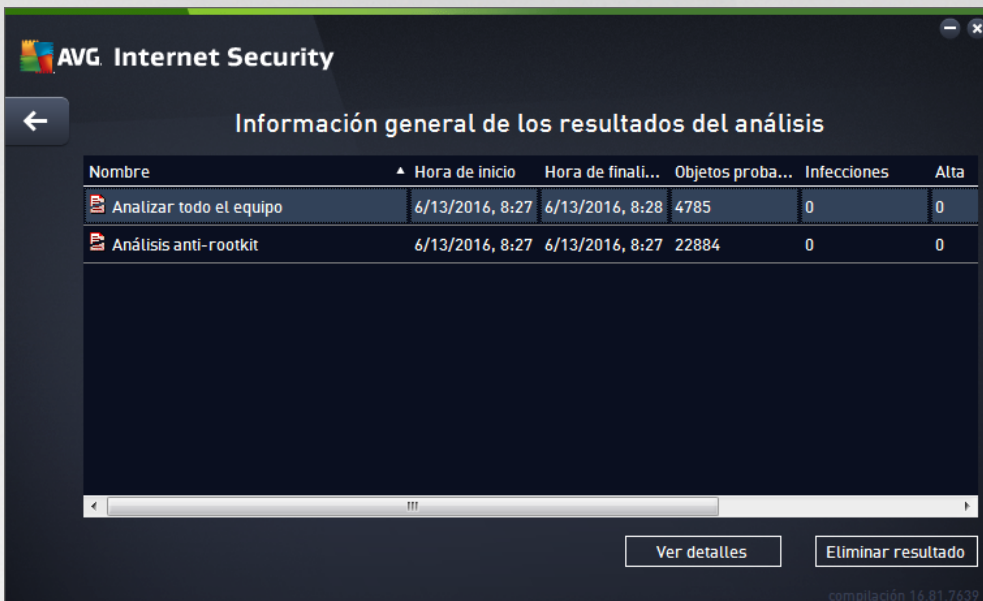 AVG. Internet Security
Información general de los resultados del análisis
Nombre Hora de inicio Hora de finali... Objetos proba... Infecciones Alta
Analizar todo el equipo 6/13/2016, 8:27 6/13/2016, 8:28 4785 0 0
Análisis anti-rootkit 6/13/2016, 8:27 6/13/2016, 8:27 22884 0 0
Ver detalles Eliminar resultado
compilación 16.81.7639